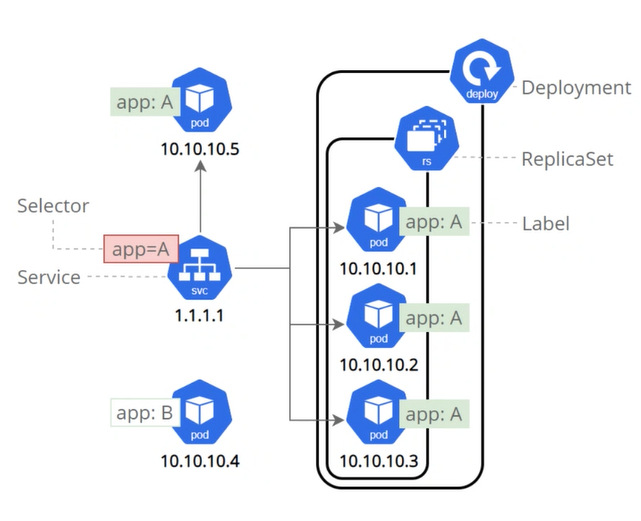 deploy
Deployment
app: A
pod
10.10.10.5
rs
ReplicaSet
Selector
app=A
Service
svc
1.1.1.1
app: A
Label
pod
10.10.10.1
app: A
pod
10.10.10.2
app: B
pod
10.10.10.4
app: A
pod
10.10.10.3